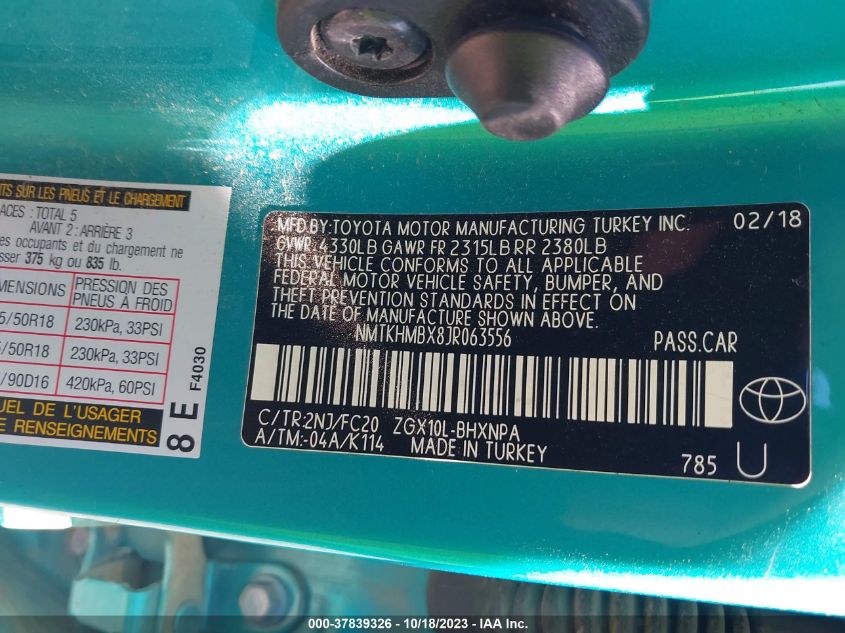 TS SUR LES PNEUS ET LE CHARGEMENT
ACES : TOTAL 5
AVANT 2 : ARRIÈRE 3
es occupants et du chargement
sser 375 kg ou 835 lb.
MENSIONS PRESSION DES PNEUS À FROID
5/50R18 230kPa, 33PSI
5/50R18 230kPa, 33PSI
/90D16 420kPa, 60PSI
UEL DE L'USAGER
E RENSEIGNEMENTS
8 E F4030
MFD.BY:TOYOTA MOTOR MANUFACTURING TURKEY INC. 02/18
GVWR 4330LB GAWR FR 2315LB RR 2380LB
THIS VEHICLE CONFORMS TO ALL APPLICABLE
FEDERAL MOTOR VEHICLE SAFETY, BUMPER, AND
THEFT PREVENTION STANDARDS IN EFFECT ON
THE DATE OF MANUFACTURE SHOWN ABOVE.
NMTKHMBX8JR063556 PASS.CAR
C/TR:2NJ/FC20 ZGX10L-BHXNPA
A/TM:-04A/K114 MADE IN TURKEY
785 U
000-37839326 - 10/18/2023 - IAA Inc.